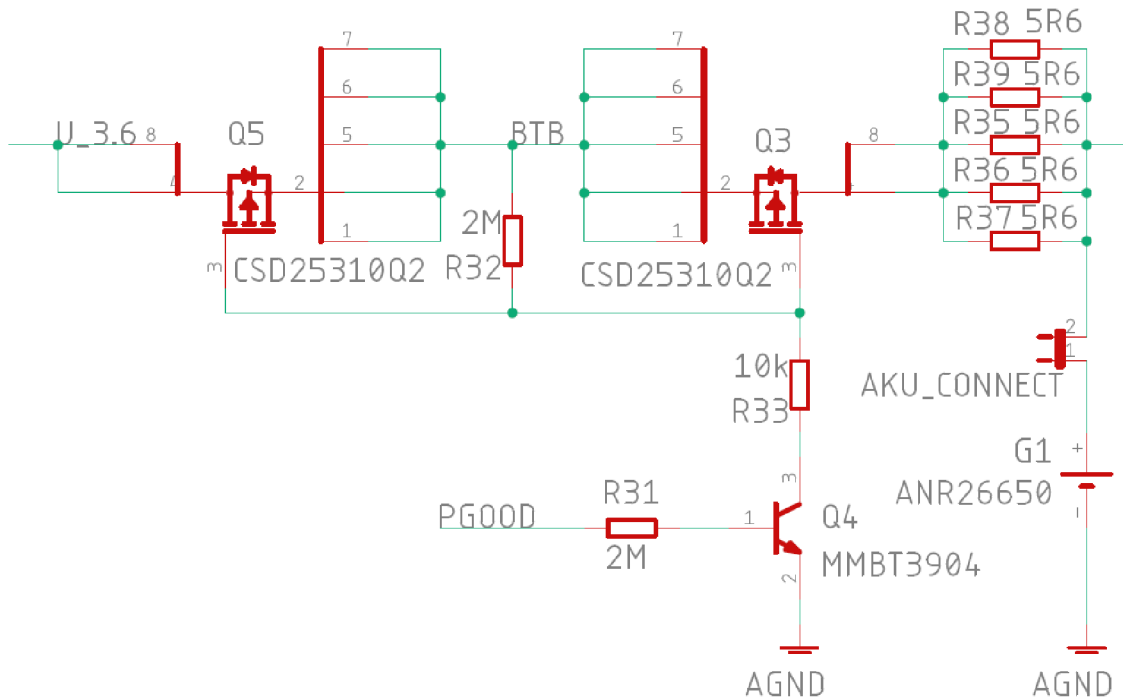 R38 5R6
7
7
R39 5R6
6
6
U_3.6
8
Q5
5
BTB
5
Q3
8
R35 5R6
4
2
2
R36 5R6
2M
1
1
R37 5R6
R32
3
CSD25310Q2
CSD25310Q2
3
2
1
10k
AKU_CONNECT
R33
G1
+
3
ANR26650
R31
-
PGOOD
1
Q4
2M
MMBT3904
2
AGND
AGND